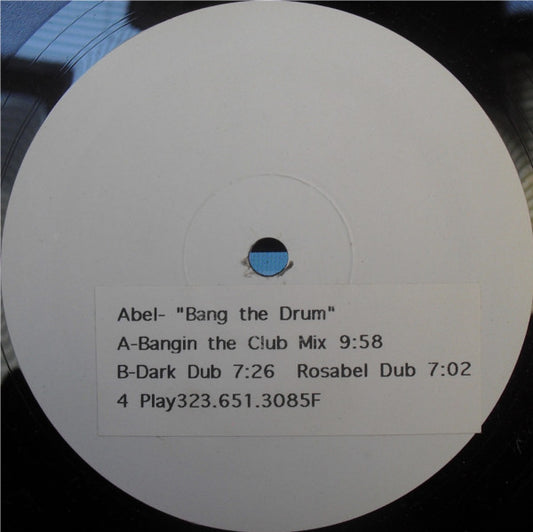 Abel- "Bang the Drum"
A-Bangin the Club Mix 9:58
B-Dark Dub 7:26  Rosabel Dub 7:02
4 Play323.651.3085F